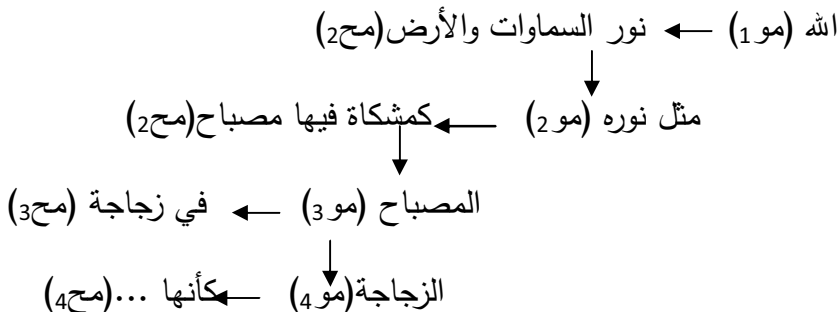 الله (مو1) ← نور السماوات والأرض(مح2)
مثل نوره (مو2) ← كمشكاة فيها مصباح(مح2)
المصباح (مو3) ← في زجاجة (مح3)
الزجاجة(مو4) ← كأنها ...(مح4)